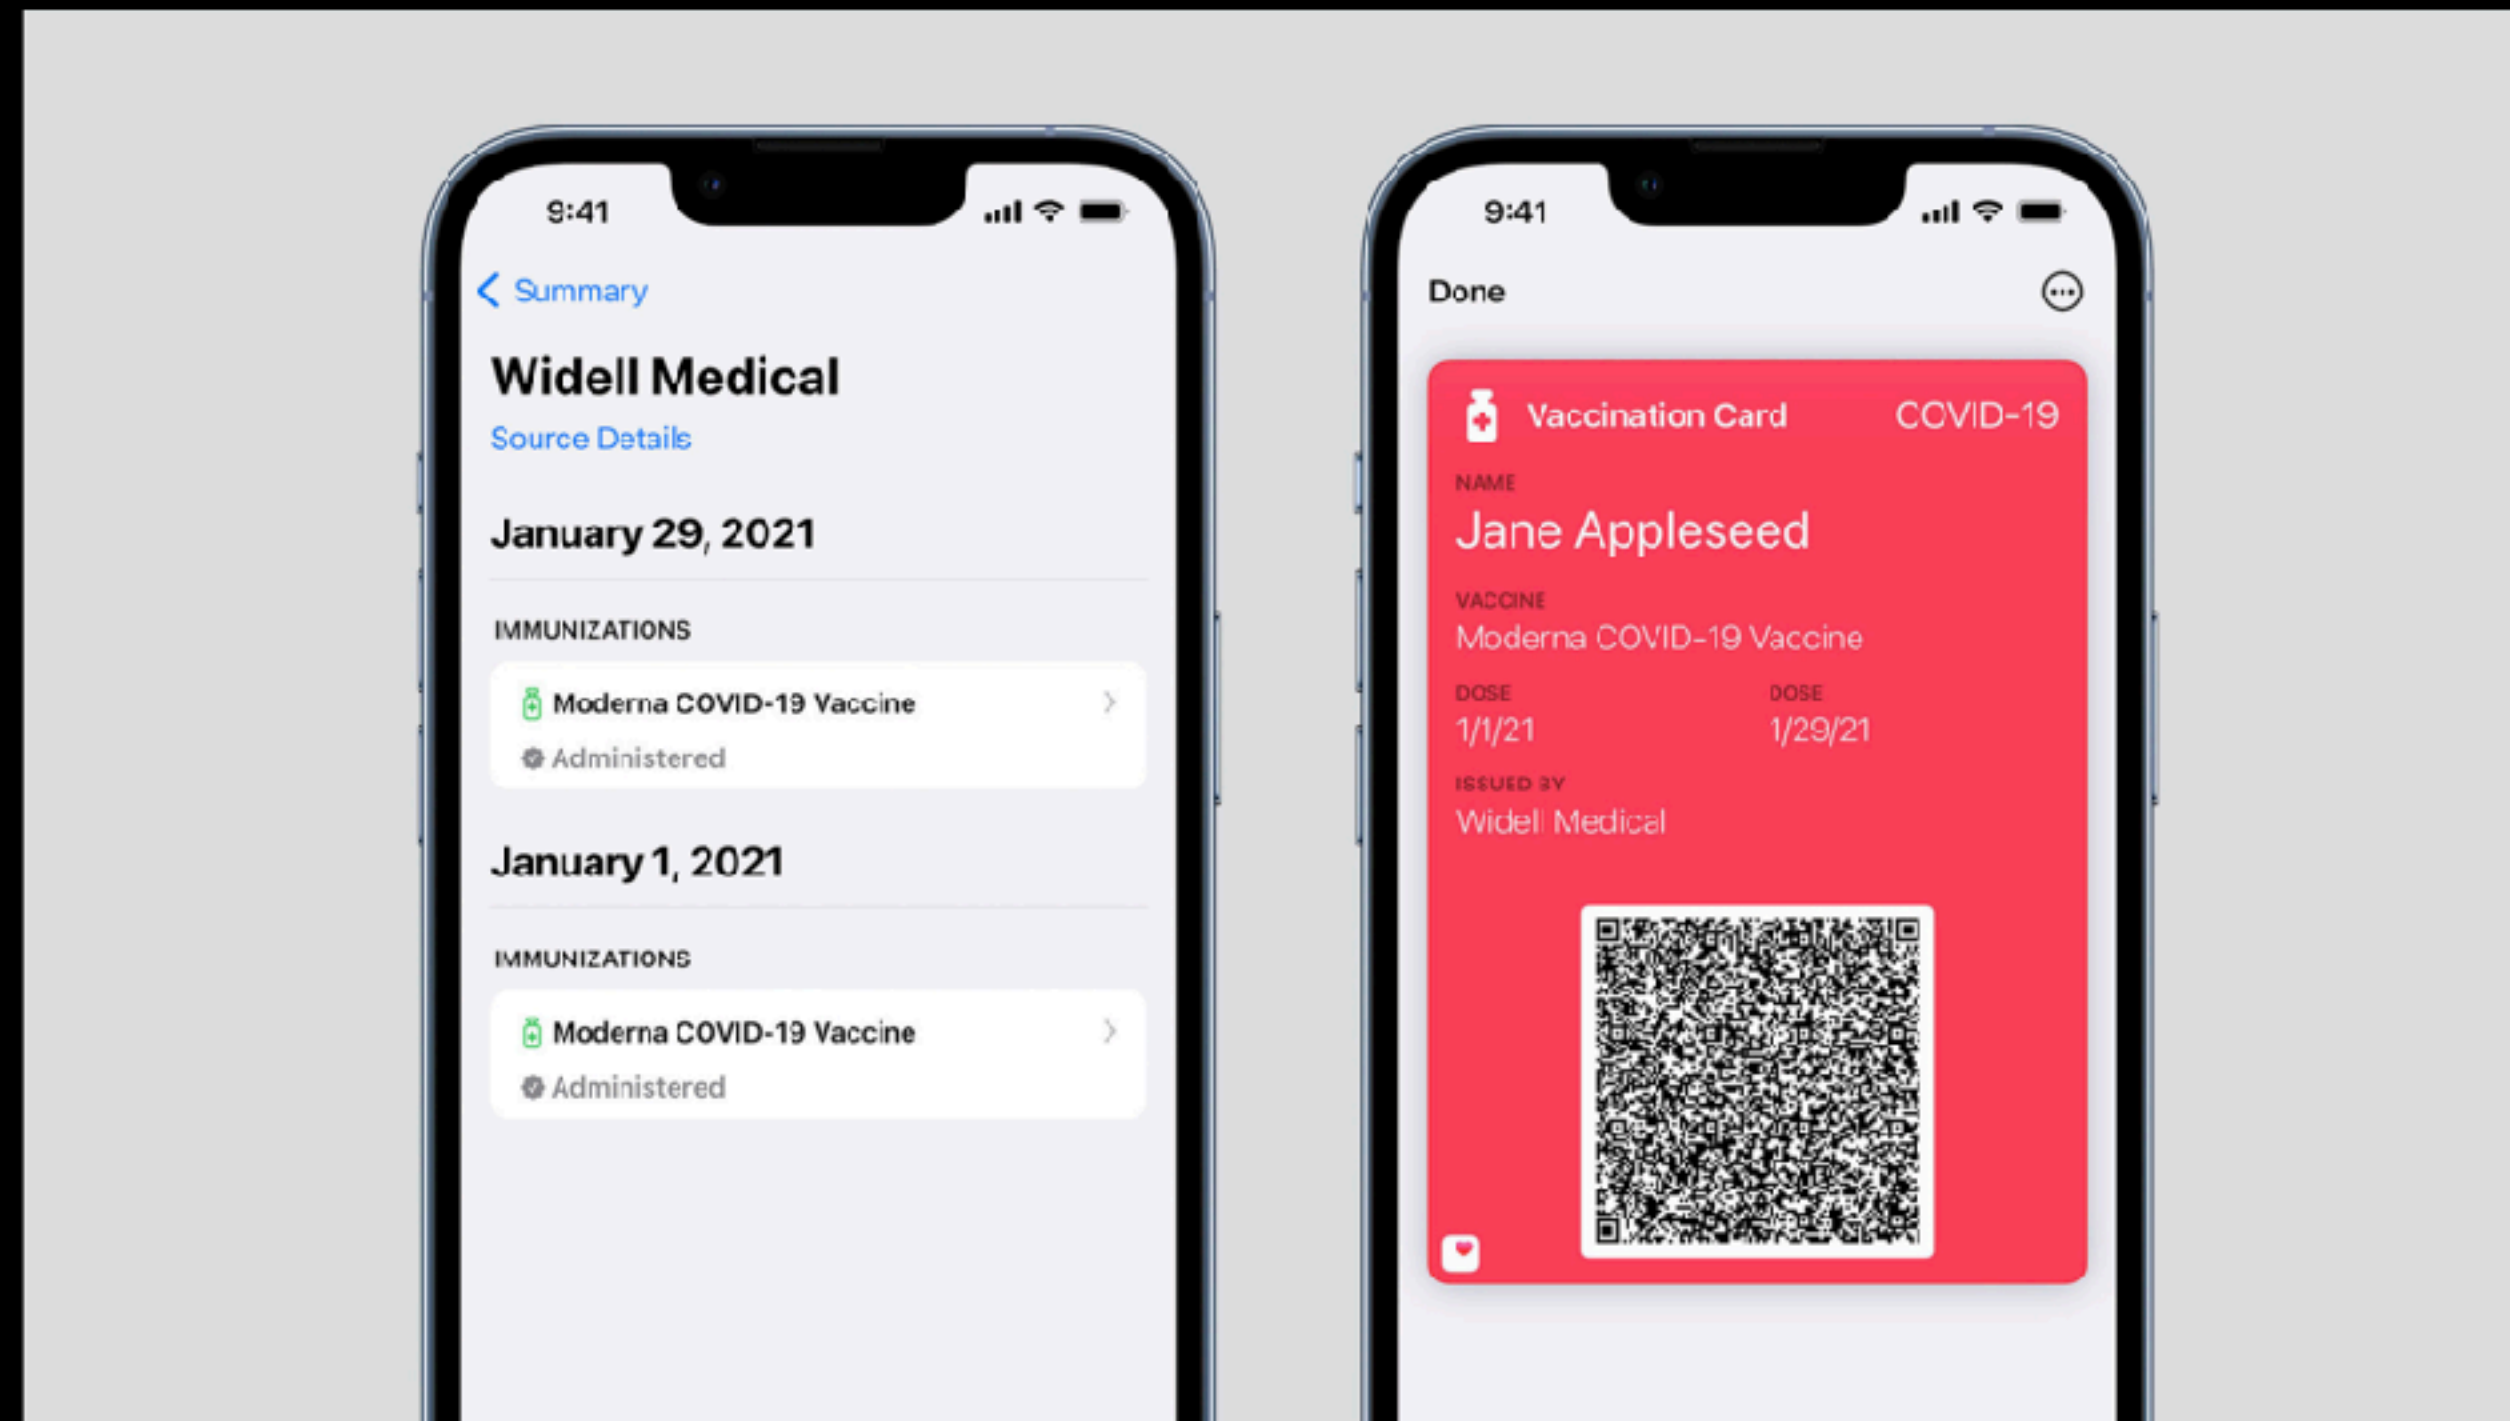 9:41
Summary
Widell Medical
Source Details
January 29, 2021
IMMUNIZATIONS
Moderna COVID-19 Vaccine
Administered
January 1, 2021
IMMUNIZATIONS
Moderna COVID-19 Vaccine
Administered
9:41
Done
Vaccination Card COVID-19
NAME
Jane Appleseed
VACCINE
Moderna COVID-19 Vaccine
DOSE DOSE
1/1/21 1/29/21
ISSUED BY
Widell Medical